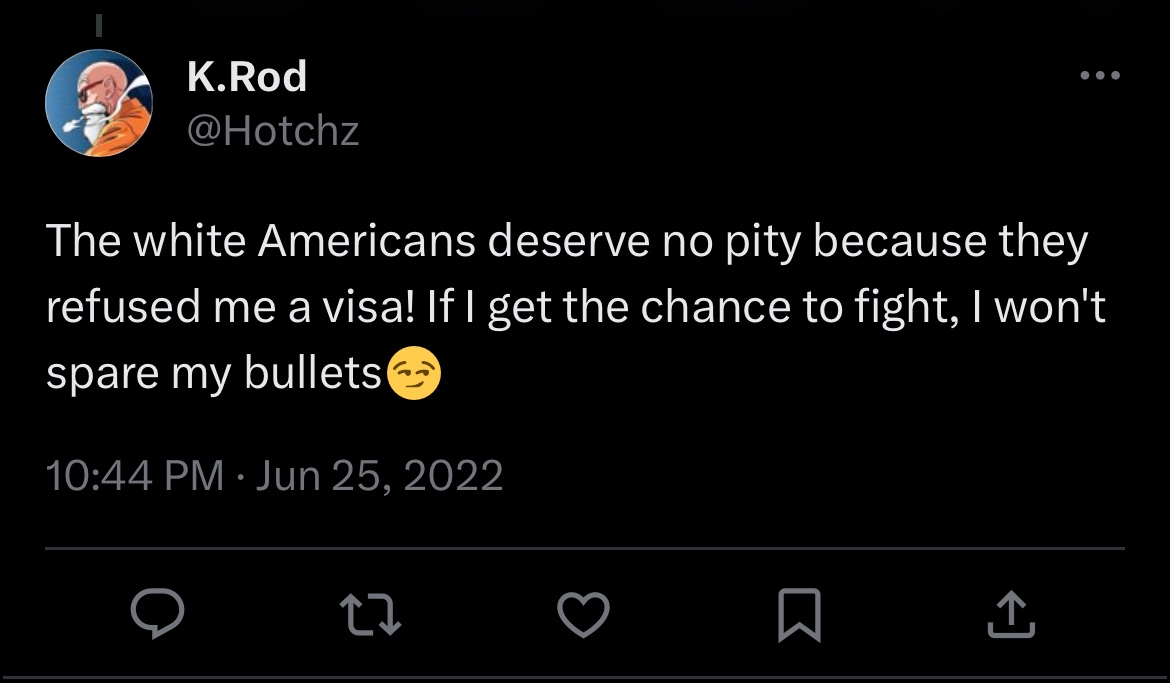 K.Rod
@Hotchz
The white Americans deserve no pity because they
refused me a visa! If I get the chance to fight, I won't
spare my bullets😏
10:44 PM · Jun 25, 2022